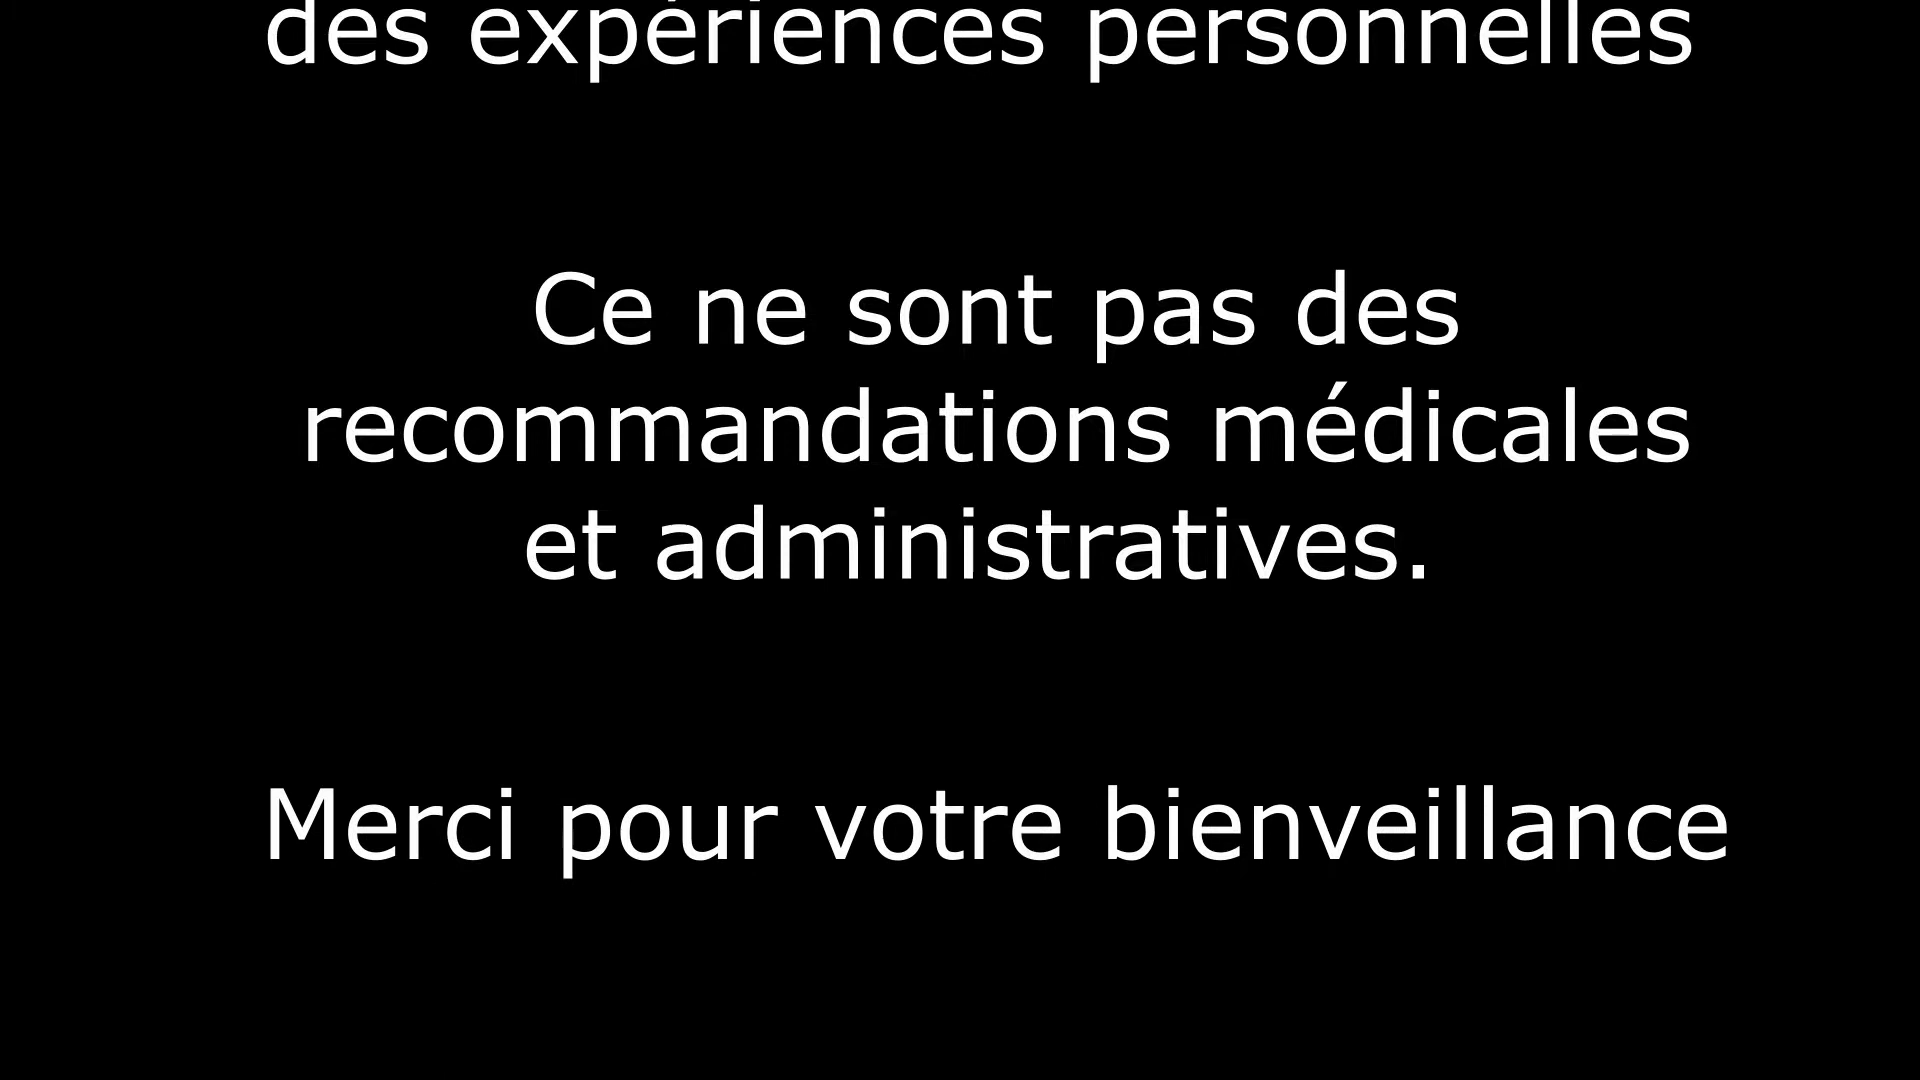 des expériences personnelles
Ce ne sont pas des
recommandations médicales
et administratives.
Merci pour votre bienveillance